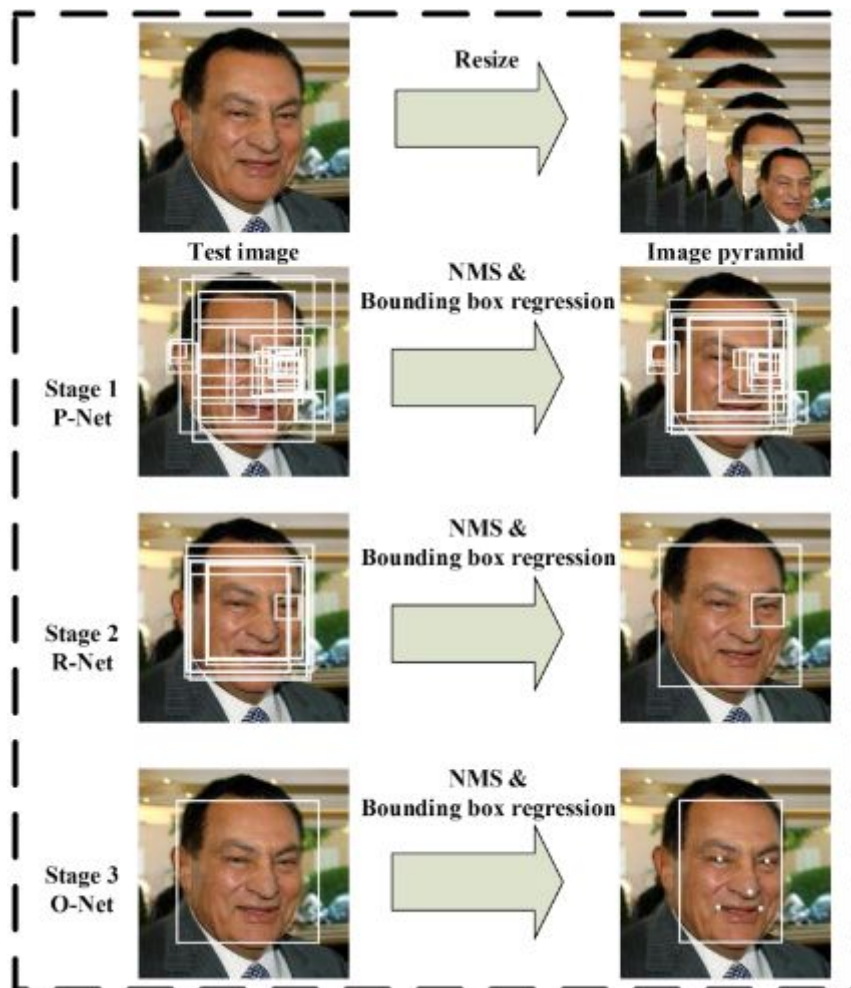 Resize
Test image
Image pyramid
NMS &
Bounding box regression
Stage 1
P-Net
NMS &
Bounding box regression
Stage 2
R-Net
NMS &
Bounding box regression
Stage 3
O-Net